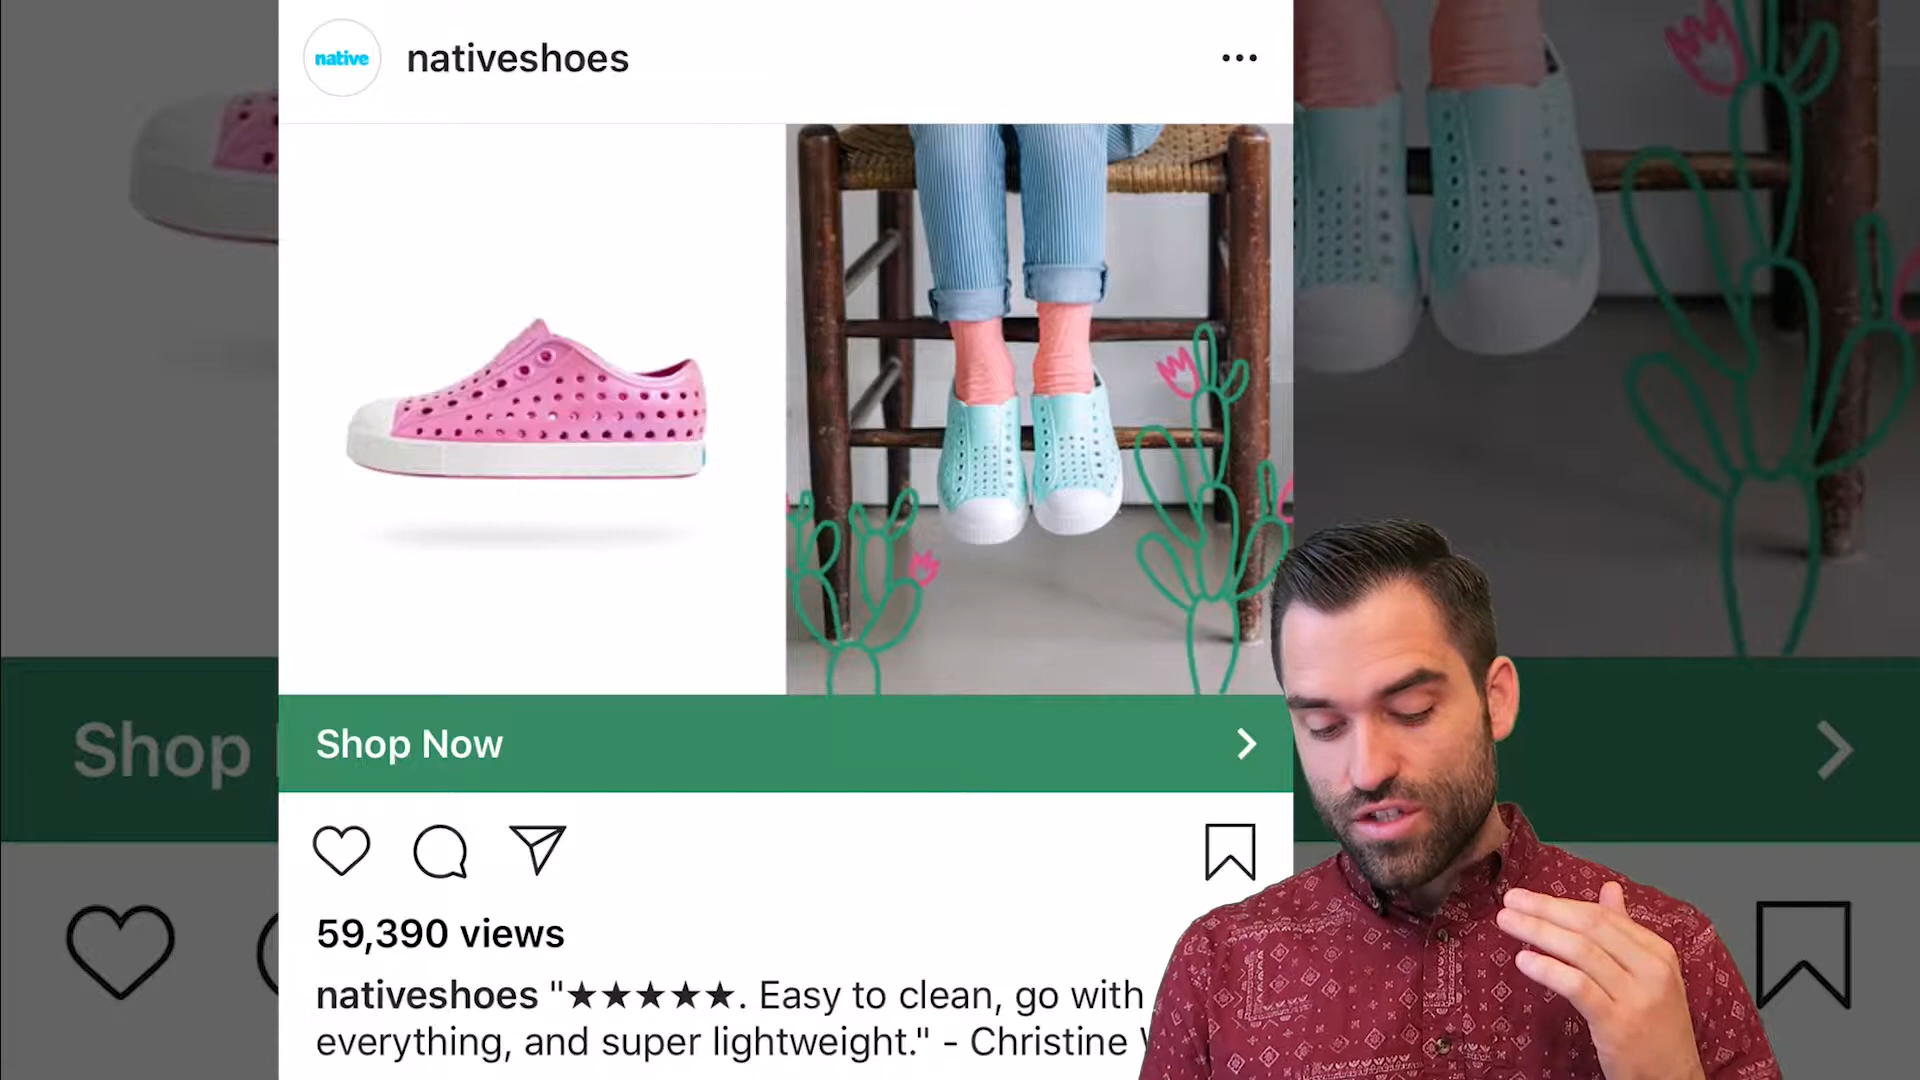 native nativeshoes
Shop
Shop Now
59,390 views
nativeshoes "★★★★★. Easy to clean, go with
everything, and super lightweight." - Christine